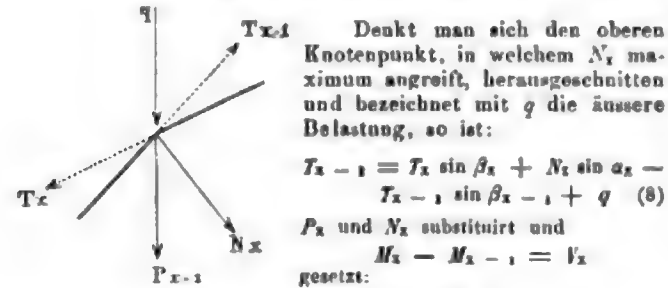 q
Tx-1
Tx
Nx
Px-1
Denkt man sich den oberen
Knotenpunkt, in welchem Nx ma-
ximum angreift, herausgeschnitten
und bezeichnet mit q die äussere
Belastung, so ist:
Tx − 1 = Tx sin βx + Nx sin αx −
Tx − 1 sin βx − 1 + q (8)
Px und Nx substituirt und
Mx − Mx − 1 = Vx
gesetzt: